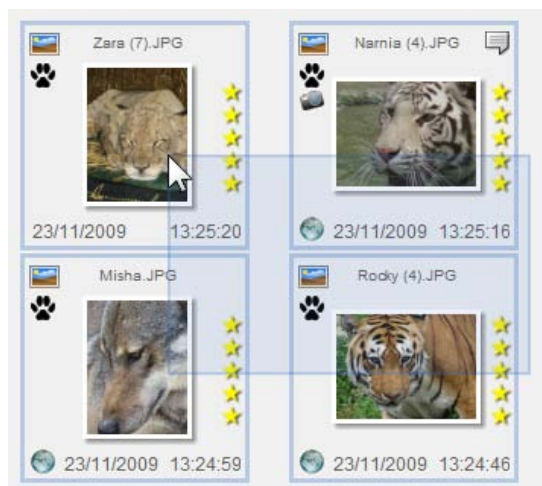 Zara (7).JPG
23/11/2009 13:25:20
Narnia (4).JPG
23/11/2009 13:25:16
Misha.JPG
23/11/2009 13:24:59
Rocky (4).JPG
23/11/2009 13:24:46